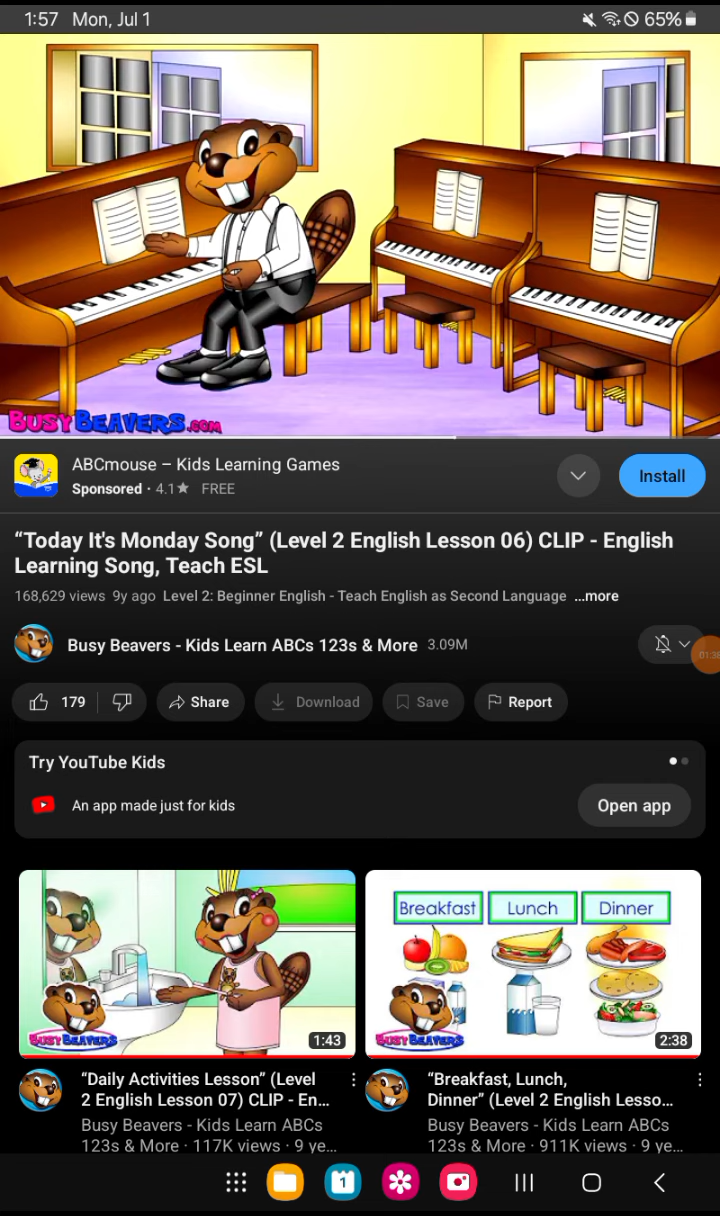 1:57 Mon, Jul 1
65%
BUSY BEAVERS.COM
ABCmouse – Kids Learning Games
Sponsored · 4.1★ FREE
Install
“Today It's Monday Song” (Level 2 English Lesson 06) CLIP - English
Learning Song, Teach ESL
168,629 views 9y ago Level 2: Beginner English - Teach English as Second Language ...more
Busy Beavers - Kids Learn ABCs 123s & More 3.09M
01:38
179
Share
Download
Save
Report
Try YouTube Kids
An app made just for kids
Open app
BUSY BEAVERS
1:43
Breakfast
Lunch
Dinner
BUSY BEAVERS
2:38
“Daily Activities Lesson” (Level
2 English Lesson 07) CLIP - En...
Busy Beavers - Kids Learn ABCs
123s & More · 117K views · 9 ye...
“Breakfast, Lunch,
Dinner” (Level 2 English Lesso...
Busy Beavers - Kids Learn ABCs
123s & More · 911K views · 9 ye...
1